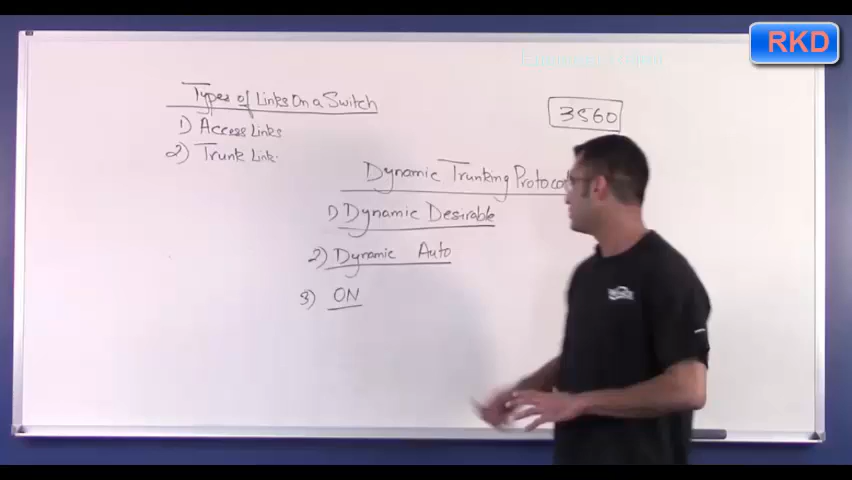 RKD
Types of Links On a Switch
3560
1) Access Links
2) Trunk Link
Dynamic Trunking Protocol
1) Dynamic Desirable
2) Dynamic Auto
3) ON